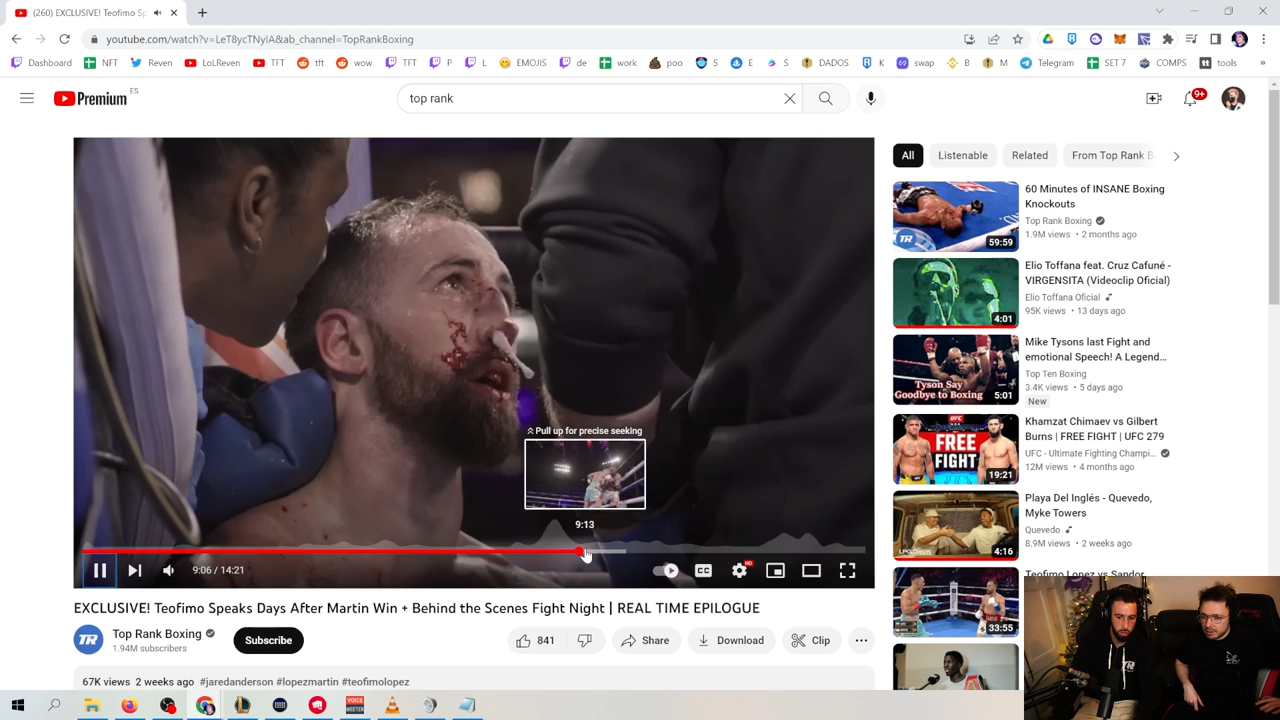 (260) EXCLUSIVE! Teofimo Sp
youtube.com/watch?v=LeT8ycTNyIA&ab_channel=TopRankBoxing
Dashboard NFT Reven LoLReven TFT tft wow TFT P L EMOJIS de work poo S E S DADOS K swap B M Telegram SET 7 COMPS tools »
Premium ES
top rank
9+
All Listenable Related From Top Rank B
60 Minutes of INSANE Boxing
Knockouts
Top Rank Boxing
1.9M views • 2 months ago
TR
59:59
Elio Toffana feat. Cruz Cafuné -
VIRGENSITA (Videoclip Oficial)
Elio Toffana Oficial
95K views • 13 days ago
4:01
Mike Tysons last Fight and
emotional Speech! A Legend…
Top Ten Boxing
3.4K views • 5 days ago
New
Tyson Say
Goodbye to Boxing
5:01
Khamzat Chimaev vs Gilbert
Burns | FREE FIGHT | UFC 279
UFC - Ultimate Fighting Champi…
12M views • 4 months ago
FREE
FIGHT
19:21
Playa Del Inglés - Quevedo,
Myke Towers
Quevedo
8.9M views • 2 weeks ago
4:16
Teofimo Lopez vs Sandor
33:55
Pull up for precise seeking
9:13
9:06 / 14:21
CC
HD
EXCLUSIVE! Teofimo Speaks Days After Martin Win + Behind the Scenes Fight Night | REAL TIME EPILOGUE
TR
Top Rank Boxing
1.94M subscribers
Subscribe
841
Share
Download
Clip
67K views 2 weeks ago #jaredanderson #lopezmartin #teofimolopez
VOICE
MEETER
TR